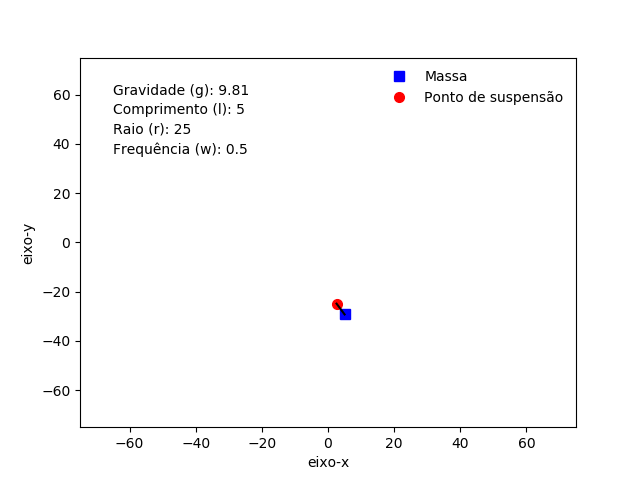 Gravidade (g): 9.81
Comprimento (l): 5
Raio (r): 25
Frequência (w): 0.5
Massa
Ponto de suspensão
eixo-y
60
40
20
0
−20
−40
−60
−60
−40
−20
0
20
40
60
eixo-x